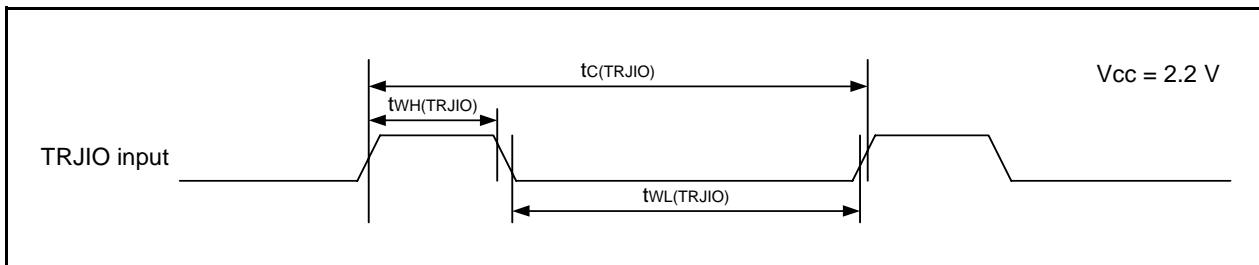 tC(TRJIO)
Vcc = 2.2 V
tWH(TRJIO)
TRJIO input
tWL(TRJIO)